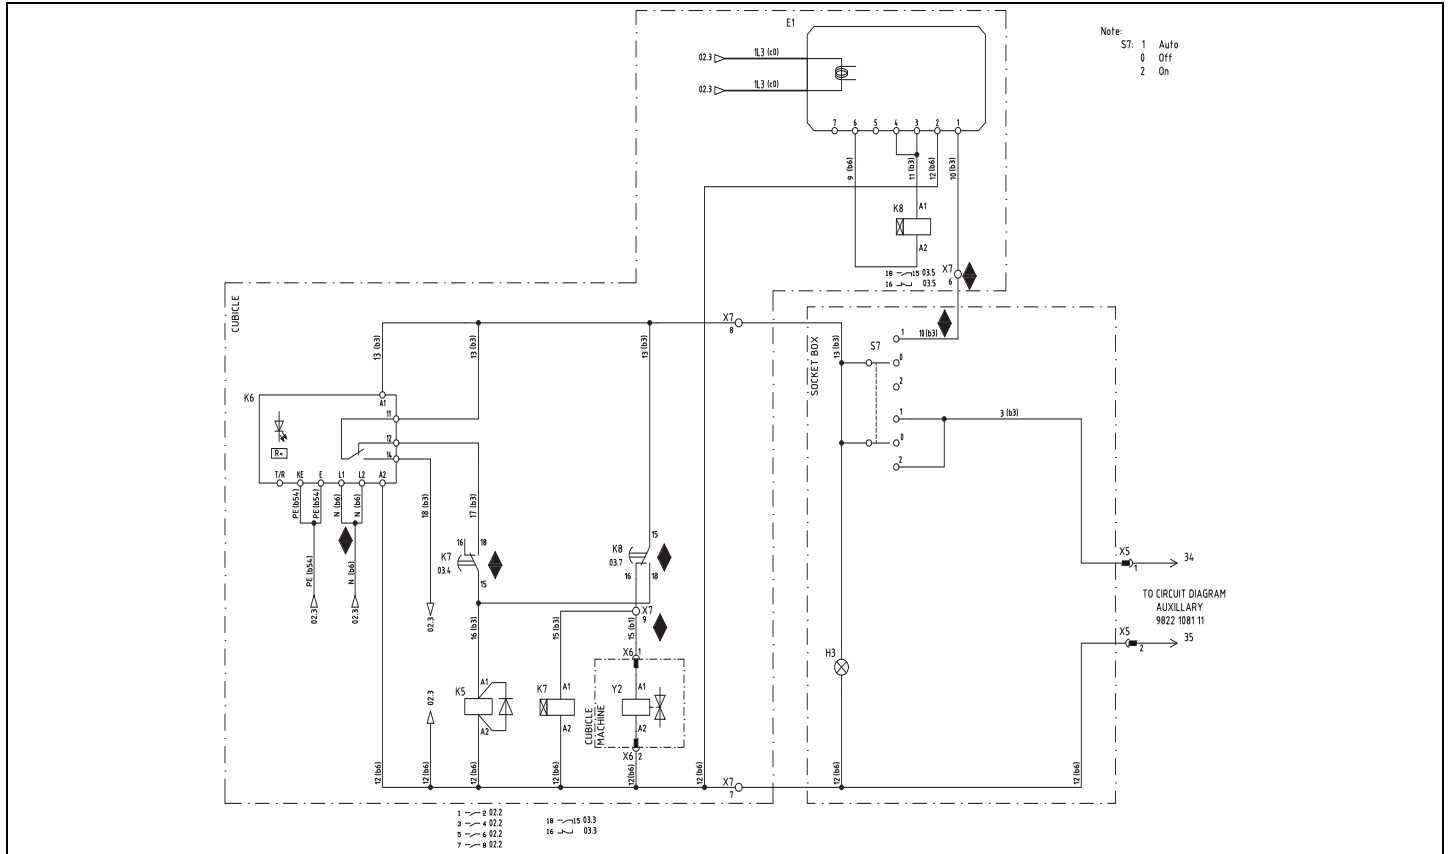 E1
Note:
S7: 1 Auto
0 Off
2 On
02.3 1L3 (c0)
02.3 1L3 (c0)
7 6 5 4 3 2 1
9 (b6)
11 (b3)
12 (b6)
10 (b3)
K8
A1
A2
18 15 03.5
16 03.5
X7
6
CUBICLE
X7
8
13 (b3)
13 (b3)
13 (b3)
13 (b3)
SOCKET BOX
S7
1 10(b3)
0
2
1 3 (b3)
0
2
K6
A1
11
12
14
R<
T/R KE E L1 L2 A2
PE(b54)
PE(b54)
N (b6)
N (b6)
18 (b3)
17 (b3)
PE (b54)
N (b6)
02.3
02.3
02.3
K7
03.4
16 18
15
K8
03.7
15
16 18
X7
9
16 (b3)
15 (b3)
15 (b1)
X6 1
X5
1
34
TO CIRCUIT DIAGRAM
AUXILLARY
9822 1081 11
X5
2
35
H3
02.3
K5
A1
A2
K7
A1
A2
Y2
A1
A2
CUBICLE
MACHINE
X6 2
12(b6)
12(b6)
12(b6)
12(b6)
12(b6)
12(b6)
X7
7
12(b6)
12(b6)
1 2 02.2
3 4 02.2
5 6 02.2
7 8 02.2
18 15 03.3
16 03.3